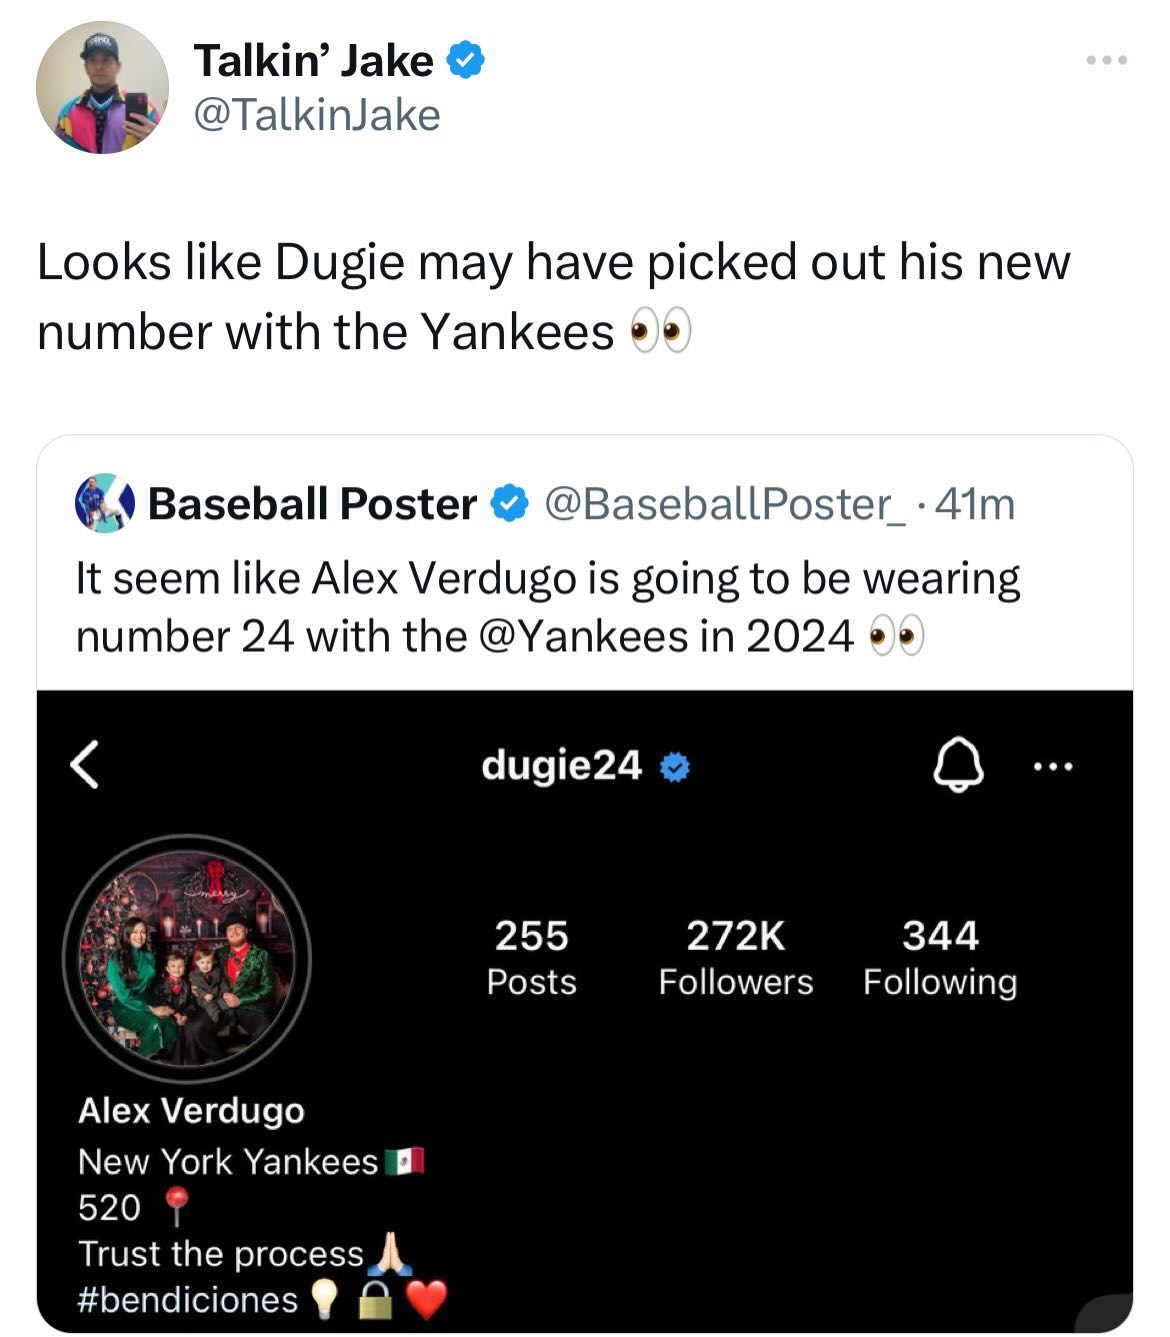 Talkin’ Jake
@TalkinJake
Looks like Dugie may have picked out his new
number with the Yankees 👀
Baseball Poster @BaseballPoster_ · 41m
It seem like Alex Verdugo is going to be wearing
number 24 with the @Yankees in 2024 👀
dugie24
merry
255 272K 344
Posts Followers Following
Alex Verdugo
New York Yankees🇲🇽
520 📍
Trust the process🙏🏻
#bendiciones💡🔒❤️